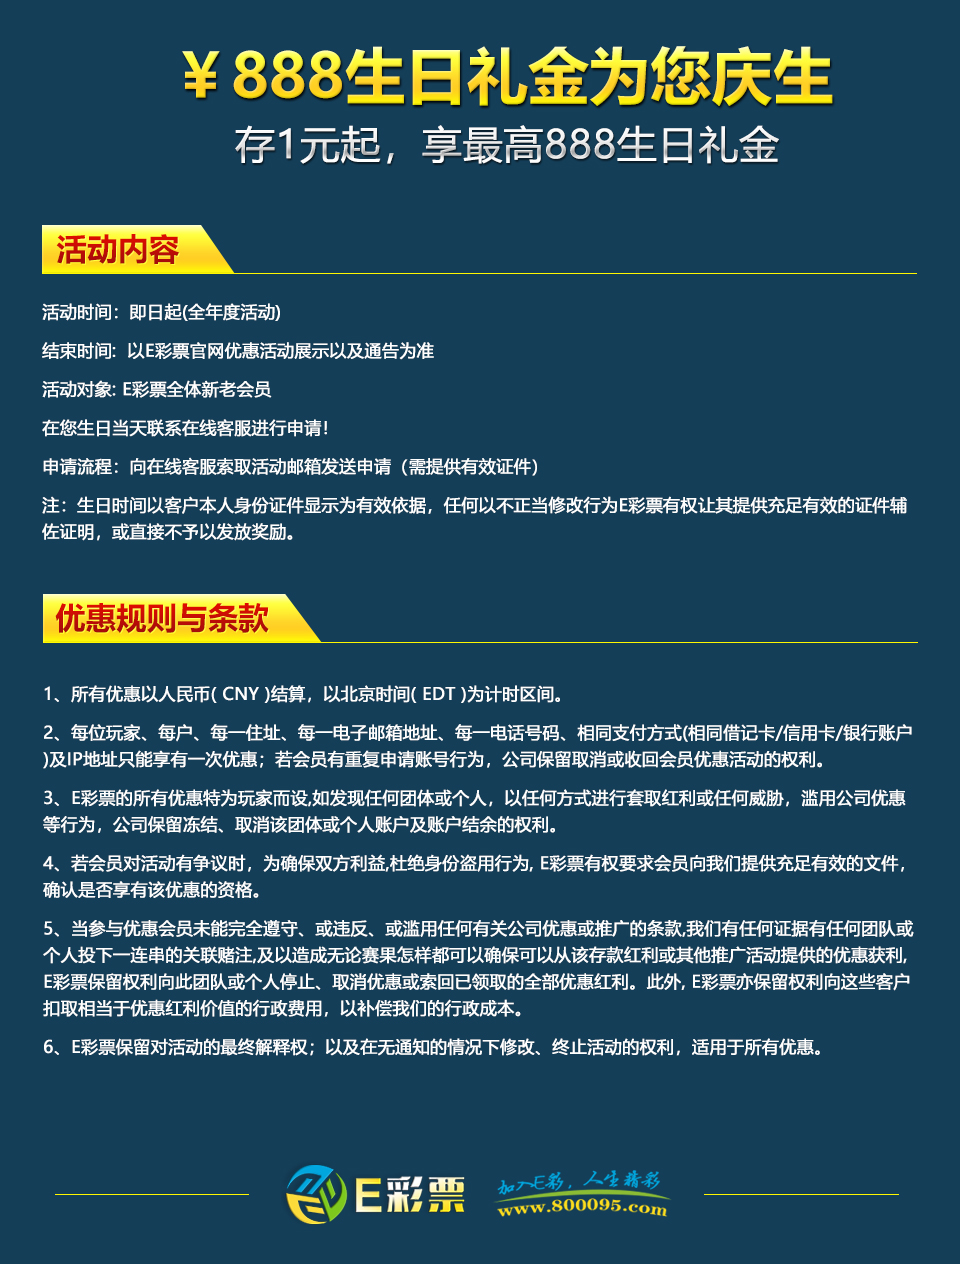 ￥888生日礼金为您庆生
存1元起，享最高888生日礼金
活动内容
活动时间：即日起(全年度活动)
结束时间：以E彩票官网优惠活动展示以及通告为准
活动对象: E彩票全体新老会员
在您生日当天联系在线客服进行申请！
申请流程：向在线客服索取活动邮箱发送申请（需提供有效证件）
注：生日时间以客户本人身份证件显示为有效依据，任何以不正当修改行为E彩票有权让其提供充足有效的证件辅
佐证明，或直接不予以发放奖励。
优惠规则与条款
1、所有优惠以人民币( CNY )结算，以北京时间( EDT )为计时区间。
2、每位玩家、每户、每一住址、每一电子邮箱地址、每一电话号码、相同支付方式(相同借记卡/信用卡/银行账户
)及IP地址只能享有一次优惠；若会员有重复申请账号行为，公司保留取消或收回会员优惠活动的权利。
3、E彩票的所有优惠特为玩家而设,如发现任何团体或个人，以任何方式进行套取红利或任何威胁，滥用公司优惠
等行为，公司保留冻结、取消该团体或个人账户及账户结余的权利。
4、若会员对活动有争议时，为确保双方利益,杜绝身份盗用行为, E彩票有权要求会员向我们提供充足有效的文件，
确认是否享有该优惠的资格。
5、当参与优惠会员未能完全遵守、或违反、或滥用任何有关公司优惠或推广的条款,我们有任何证据有任何团队或
个人投下一连串的关联赌注,及以造成无论赛果怎样都可以确保可以从该存款红利或其他推广活动提供的优惠获利,
E彩票保留权利向此团队或个人停止、取消优惠或索回已领取的全部优惠红利。此外, E彩票亦保留权利向这些客户
扣取相当于优惠红利价值的行政费用，以补偿我们的行政成本。
6、E彩票保留对活动的最终解释权；以及在无通知的情况下修改、终止活动的权利，适用于所有优惠。
E彩票
加入E彩，人生精彩
www.800095.com